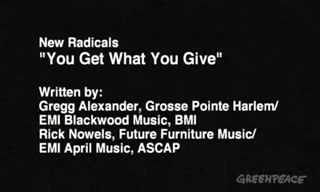 New Radicals
"You Get What You Give"
Written by:
Gregg Alexander, Grosse Pointe Harlem/
EMI Blackwood Music, BMI
Rick Nowels, Future Furniture Music/
EMI April Music, ASCAP
GREENPEACE